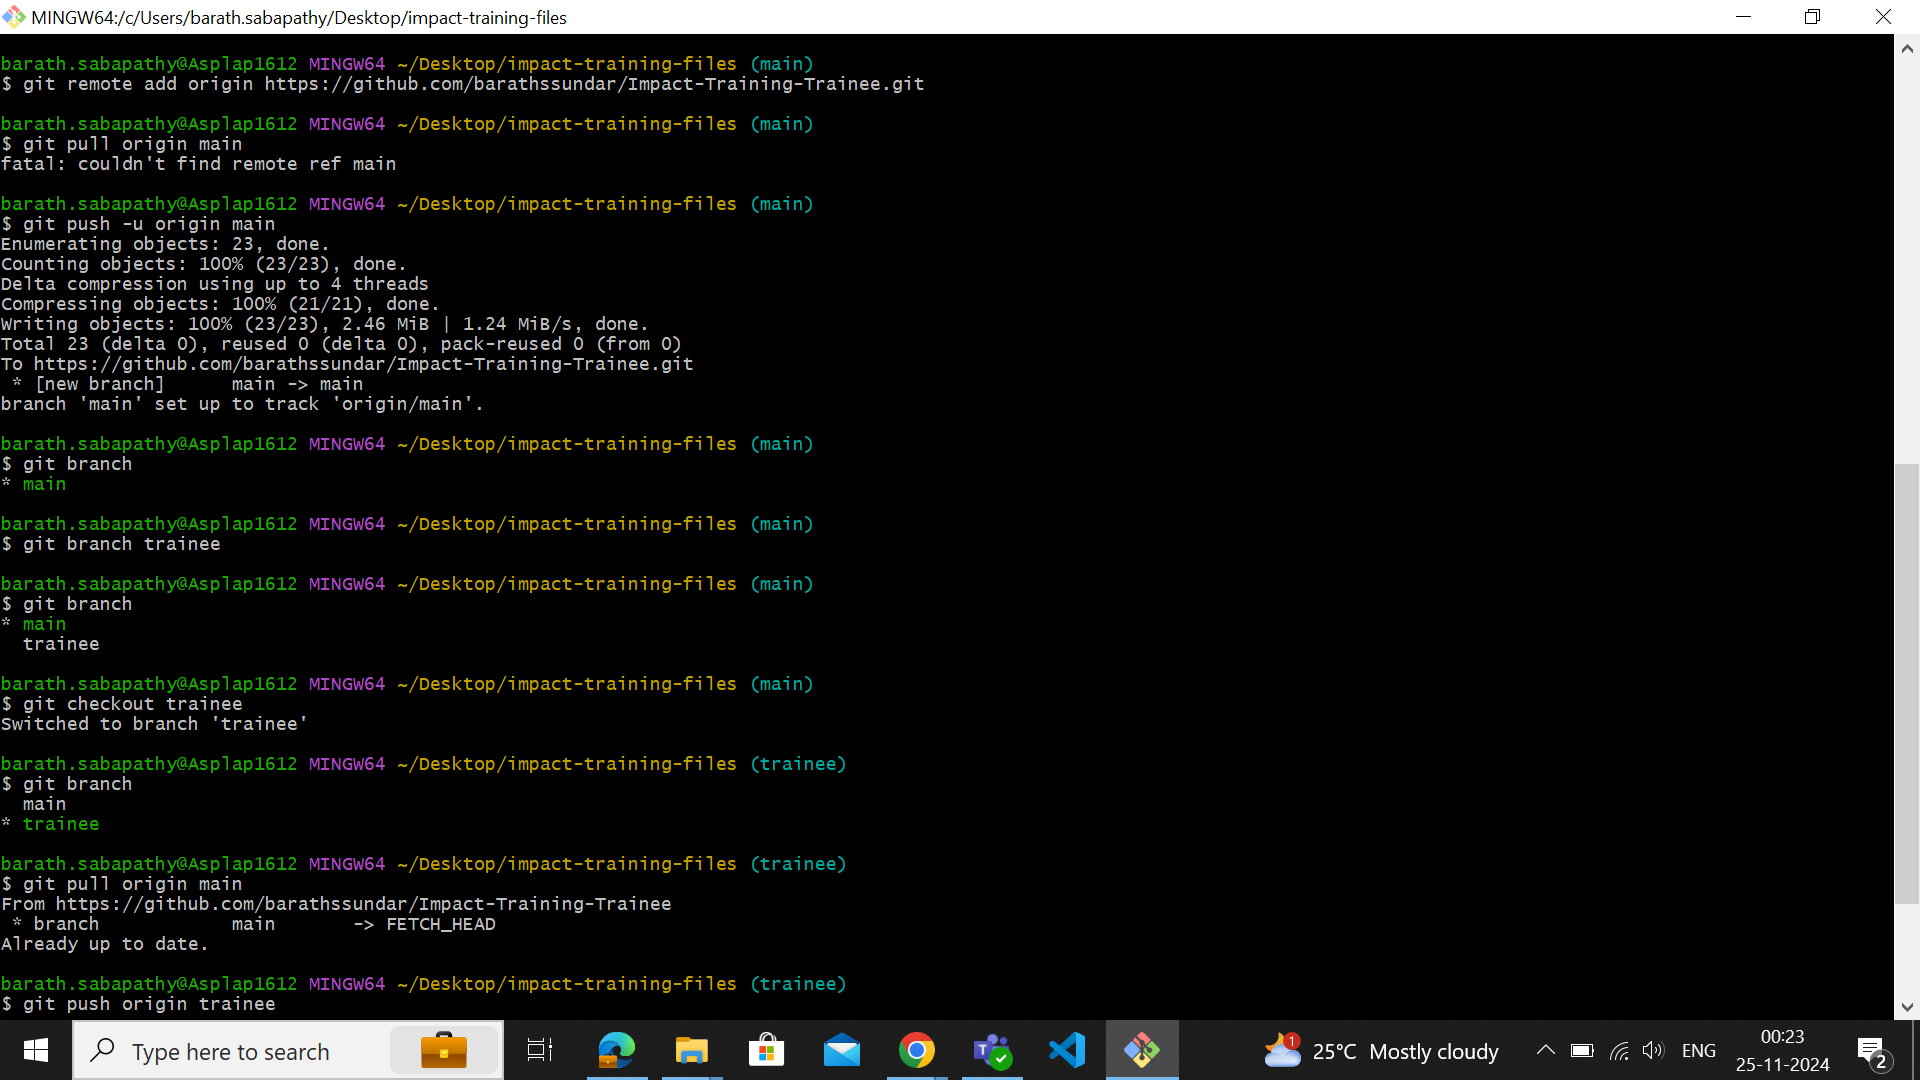 MINGW64:/c/Users/barath.sabapathy/Desktop/impact-training-files
barath.sabapathy@Asplap1612 MINGW64 ~/Desktop/impact-training-files (main)
$ git remote add origin https://github.com/barathssundar/Impact-Training-Trainee.git
barath.sabapathy@Asplap1612 MINGW64 ~/Desktop/impact-training-files (main)
$ git pull origin main
fatal: couldn't find remote ref main
barath.sabapathy@Asplap1612 MINGW64 ~/Desktop/impact-training-files (main)
$ git push -u origin main
Enumerating objects: 23, done.
Counting objects: 100% (23/23), done.
Delta compression using up to 4 threads
Compressing objects: 100% (21/21), done.
Writing objects: 100% (23/23), 2.46 MiB | 1.24 MiB/s, done.
Total 23 (delta 0), reused 0 (delta 0), pack-reused 0 (from 0)
To https://github.com/barathssundar/Impact-Training-Trainee.git
 * [new branch]      main -> main
branch 'main' set up to track 'origin/main'.
barath.sabapathy@Asplap1612 MINGW64 ~/Desktop/impact-training-files (main)
$ git branch
* main
barath.sabapathy@Asplap1612 MINGW64 ~/Desktop/impact-training-files (main)
$ git branch trainee
barath.sabapathy@Asplap1612 MINGW64 ~/Desktop/impact-training-files (main)
$ git branch
* main
  trainee
barath.sabapathy@Asplap1612 MINGW64 ~/Desktop/impact-training-files (main)
$ git checkout trainee
Switched to branch 'trainee'
barath.sabapathy@Asplap1612 MINGW64 ~/Desktop/impact-training-files (trainee)
$ git branch
  main
* trainee
barath.sabapathy@Asplap1612 MINGW64 ~/Desktop/impact-training-files (trainee)
$ git pull origin main
From https://github.com/barathssundar/Impact-Training-Trainee
 * branch            main       -> FETCH_HEAD
Already up to date.
barath.sabapathy@Asplap1612 MINGW64 ~/Desktop/impact-training-files (trainee)
$ git push origin trainee
Type here to search
1
25°C Mostly cloudy
ENG
00:23
25-11-2024
2